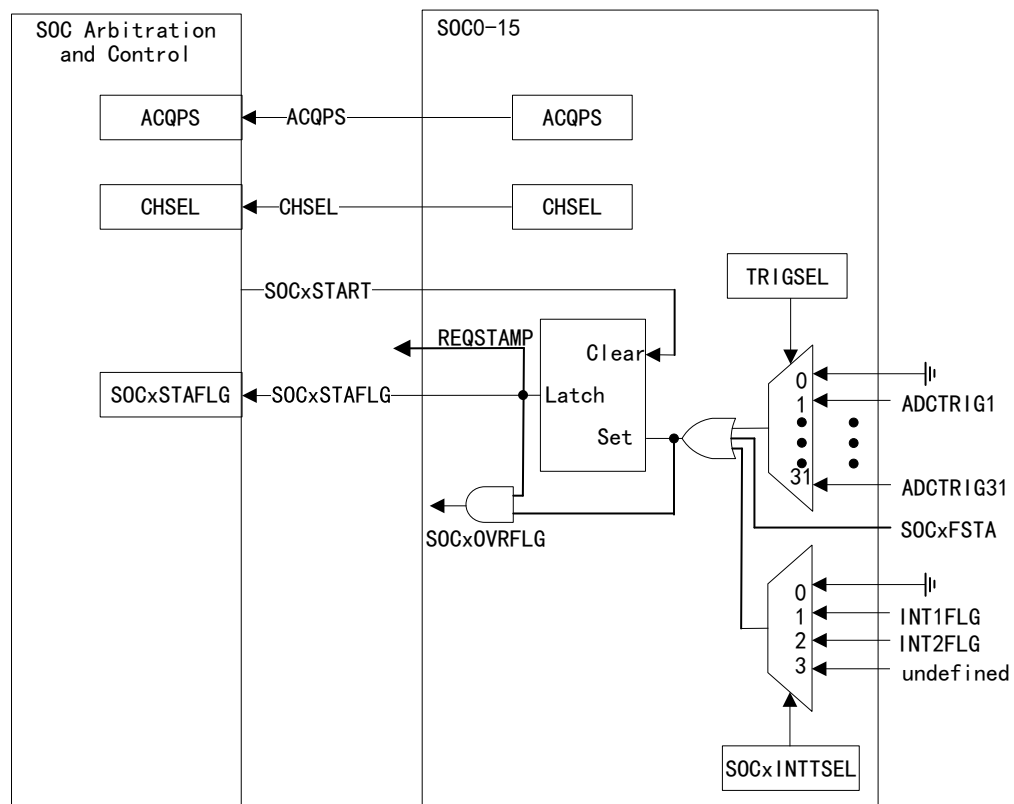 SOC Arbitration
and Control
SOC0-15
ACQPS
ACQPS
ACQPS
CHSEL
CHSEL
CHSEL
SOCxSTART
TRIGSEL
REQSTAMP
Clear
SOCxSTAFLG
SOCxSTAFLG
Latch
Set
0
1
ADCTRIG1
31
ADCTRIG31
SOCxFSTA
SOCxOVRFLG
0
1
INT1FLG
2
INT2FLG
3
undefined
SOCxINTTSEL